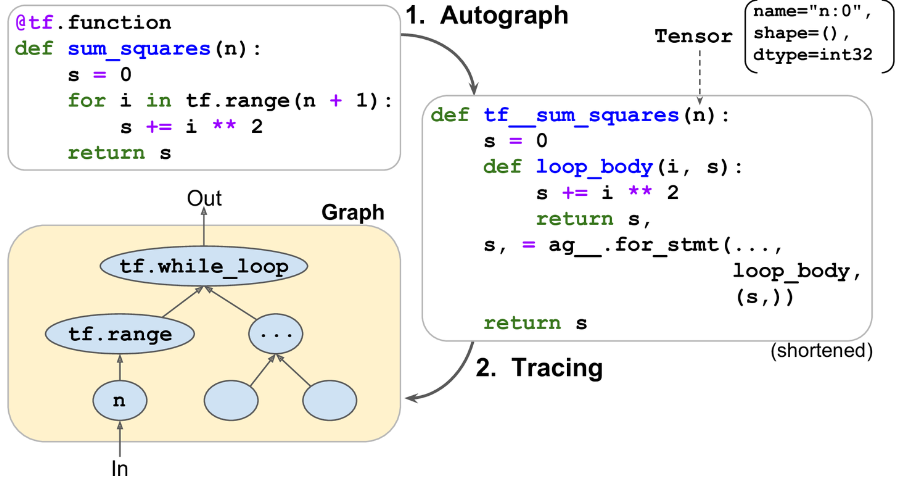 @tf.function
def sum_squares(n):
    s = 0
    for i in tf.range(n + 1):
        s += i ** 2
    return s
1. Autograph
Tensor
name="n:0",
shape=(),
dtype=int32
def tf__sum_squares(n):
    s = 0
    def loop_body(i, s):
        s += i ** 2
        return s,
    s, = ag__.for_stmt(...,
                       loop_body,
                       (s,))
    return s
(shortened)
2. Tracing
Graph
Out
tf.while_loop
tf.range
...
n
In